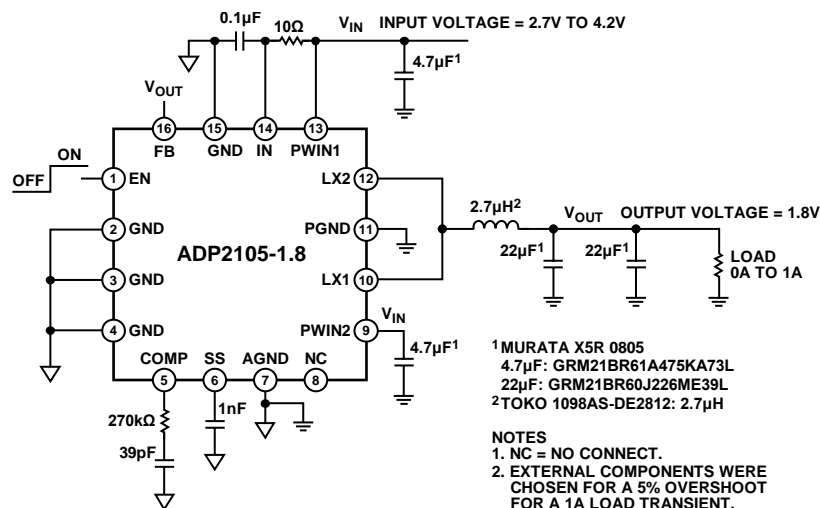 0.1µF
10Ω
VIN
INPUT VOLTAGE = 2.7V TO 4.2V
4.7µF1
VOUT
16
15
14
13
FB
GND
IN
PWIN1
ON
OFF
1
EN
2
GND
3
GND
4
GND
ADP2105-1.8
LX2
12
PGND
11
LX1
10
PWIN2
9
VIN
4.7µF1
2.7µH2
VOUT
OUTPUT VOLTAGE = 1.8V
22µF1
22µF1
LOAD
0A TO 1A
COMP
SS
AGND
NC
5
6
7
8
270kΩ
39pF
1nF
1 MURATA X5R 0805
4.7µF: GRM21BR61A475KA73L
22µF: GRM21BR60J226ME39L
2 TOKO 1098AS-DE2812: 2.7µH
NOTES
1. NC = NO CONNECT.
2. EXTERNAL COMPONENTS WERE
CHOSEN FOR A 5% OVERSHOOT
FOR A 1A LOAD TRANSIENT.